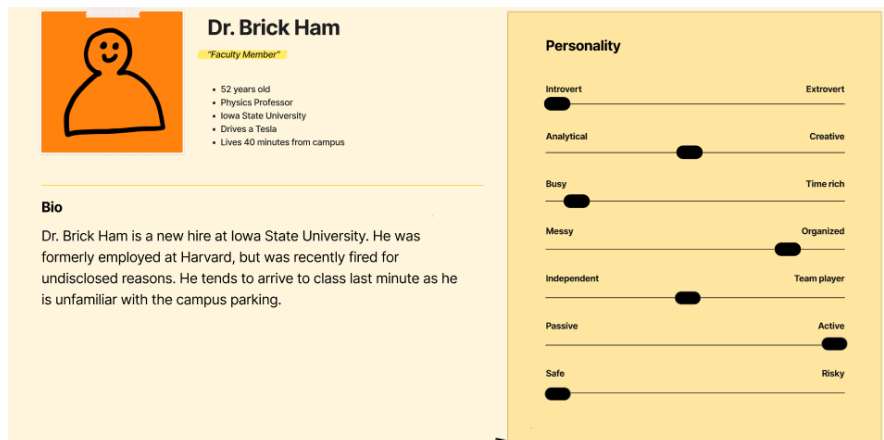 Dr. Brick Ham
"Faculty Member"
• 52 years old
• Physics Professor
• Iowa State University
• Drives a Tesla
• Lives 40 minutes from campus
Bio
Dr. Brick Ham is a new hire at Iowa State University. He was
formerly employed at Harvard, but was recently fired for
undisclosed reasons. He tends to arrive to class last minute as he
is unfamiliar with the campus parking.
Personality
Introvert Extrovert
Analytical Creative
Busy Time rich
Messy Organized
Independent Team player
Passive Active
Safe Risky